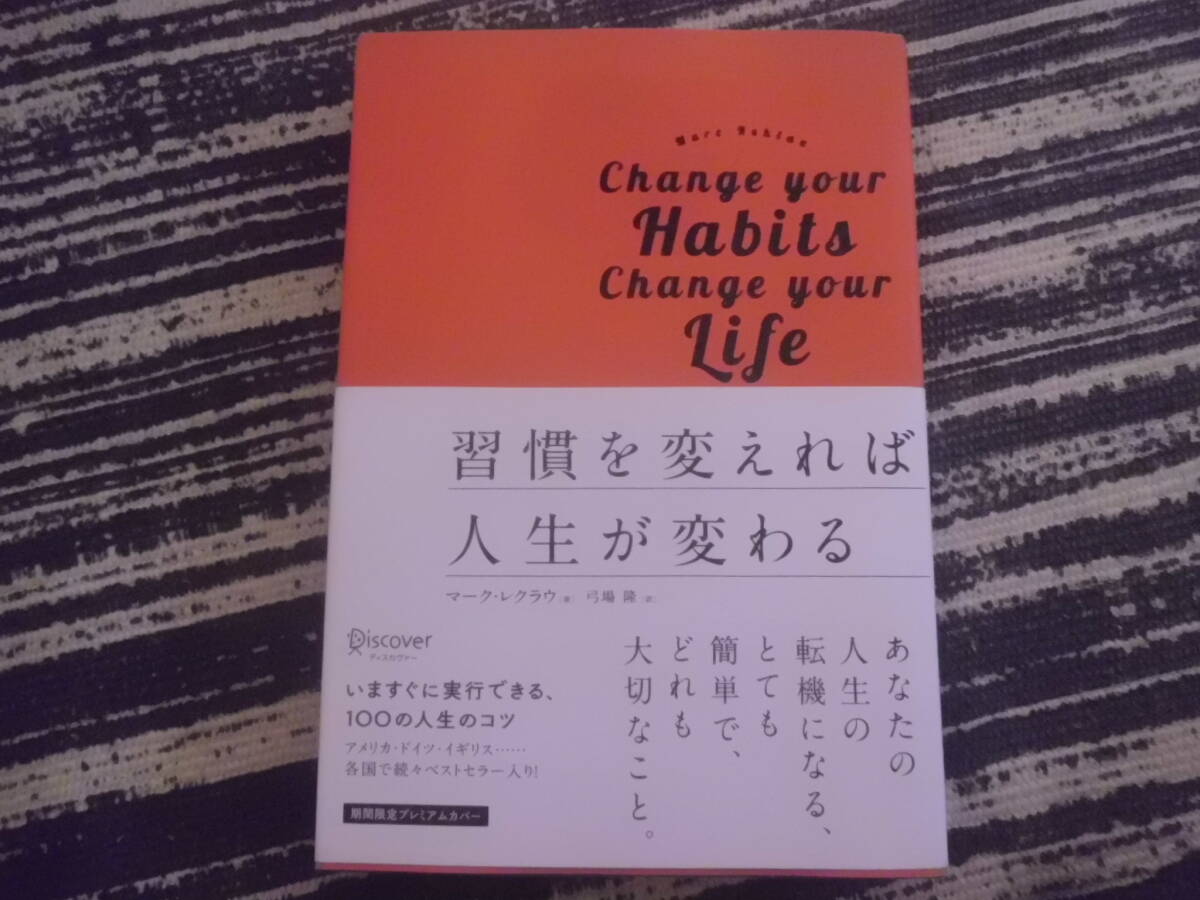 Change your
Habits
Change your
Life
習慣を変えれば
人生が変わる
マーク・レクラウ 著 弓場 隆 訳
あなたの
人生の
転機になる、
とても
簡単で、
どれも
大切なこと。
Discover
ディスカヴァー
いますぐに実行できる、
100の人生のコツ
アメリカ・ドイツ・イギリス……
各国で続々ベストセラー入り!
期間限定プレミアムカバー